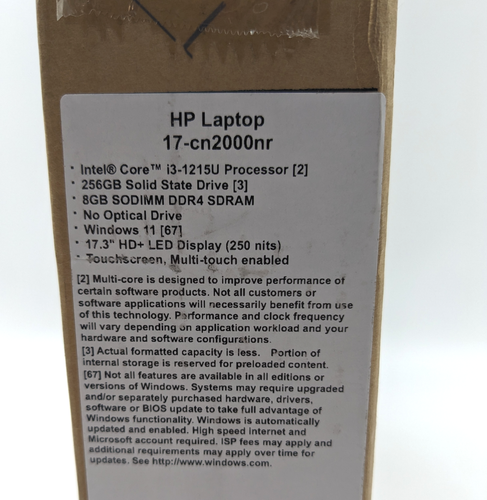 HP Laptop
17-cn2000nr
· Intel® Core™ i3-1215U Processor [2]
· 256GB Solid State Drive [3]
· 8GB SODIMM DDR4 SDRAM
· No Optical Drive
· Windows 11 [67]
· 17.3" HD+ LED Display (250 nits)
· Touchscreen, Multi-touch enabled
[2] Multi-core is designed to improve performance of
certain software products. Not all customers or
software applications will necessarily benefit from use
of this technology. Performance and clock frequency
will vary depending on application workload and your
hardware and software configurations.
[3] Actual formatted capacity is less. Portion of
internal storage is reserved for preloaded content.
[67] Not all features are available in all editions or
versions of Windows. Systems may require upgraded
and/or separately purchased hardware, drivers,
software or BIOS update to take full advantage of
Windows functionality. Windows is automatically
updated and enabled. High speed internet and
Microsoft account required. ISP fees may apply and
additional requirements may apply over time for
updates. See http://www.windows.com.